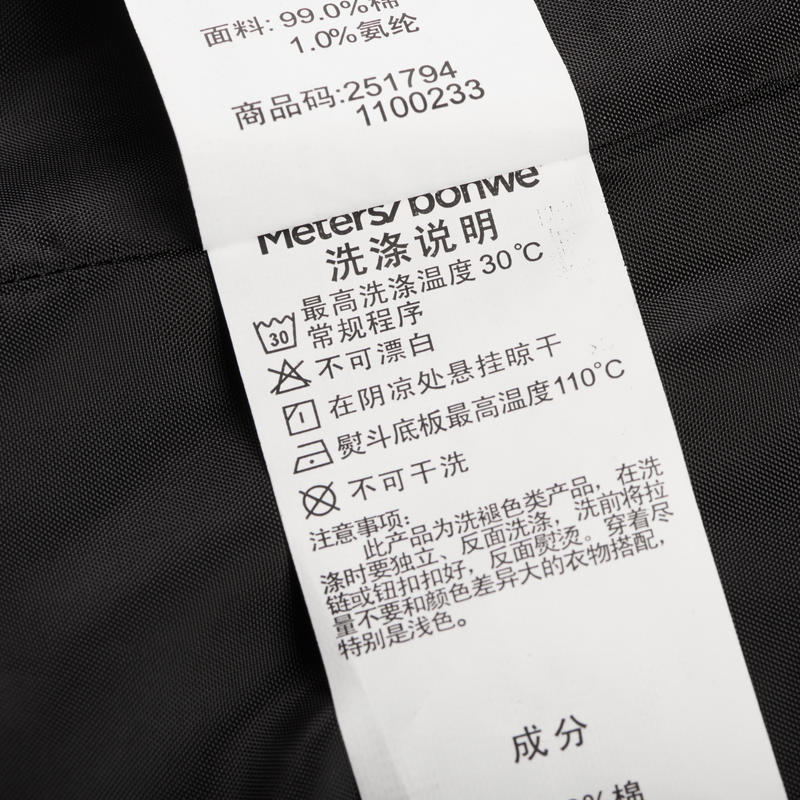 面料: 99.0%棉
1.0%氨纶
商品码:251794
1100233
Meters/bonwe
洗涤说明
最高洗涤温度30℃
常规程序
30
不可漂白
在阴凉处悬挂晾干
熨斗底板最高温度110℃
不可干洗
注意事项:
此产品为洗褪色类产品，在洗
涤时要独立、反面洗涤，洗前将拉
链或钮扣扣好，反面熨烫。穿着尽
量不要和颜色差异大的衣物搭配，
特别是浅色。
成分
%棉